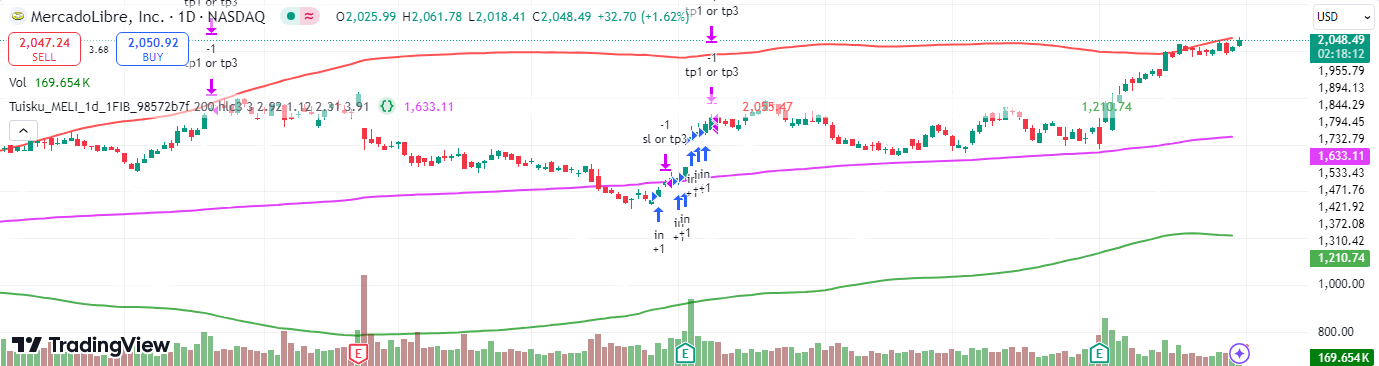 MercadoLibre, Inc. · 1D · NASDAQ O2,025.99 H2,061.78 L2,018.41 C2,048.49 +32.70 (+1.62%)
USD
tp1 or tp3
tp1 or tp3
2,047.24
SELL
3.68
2,050.92
BUY
-1
-1
2,048.49
02:18:12
tp1 or tp3
tp1 or tp3
Vol 169.654K
1,955.79
1,894.13
Tuisku_MELI_1d_1FIB_98572b7f 200 hlc3 3 2.92 1.12 2.31 3.91 1,633.11
1,210.74
1,844.29
1,794.45
-1
sl or tp3
1,732.79
1,633.11
1,533.43
1,471.76
1,421.92
1,372.08
1,310.42
1,210.74
in
+1
in
+1
in
+1
in
+1
1,000.00
800.00
TradingView
E
E
E
169.654K